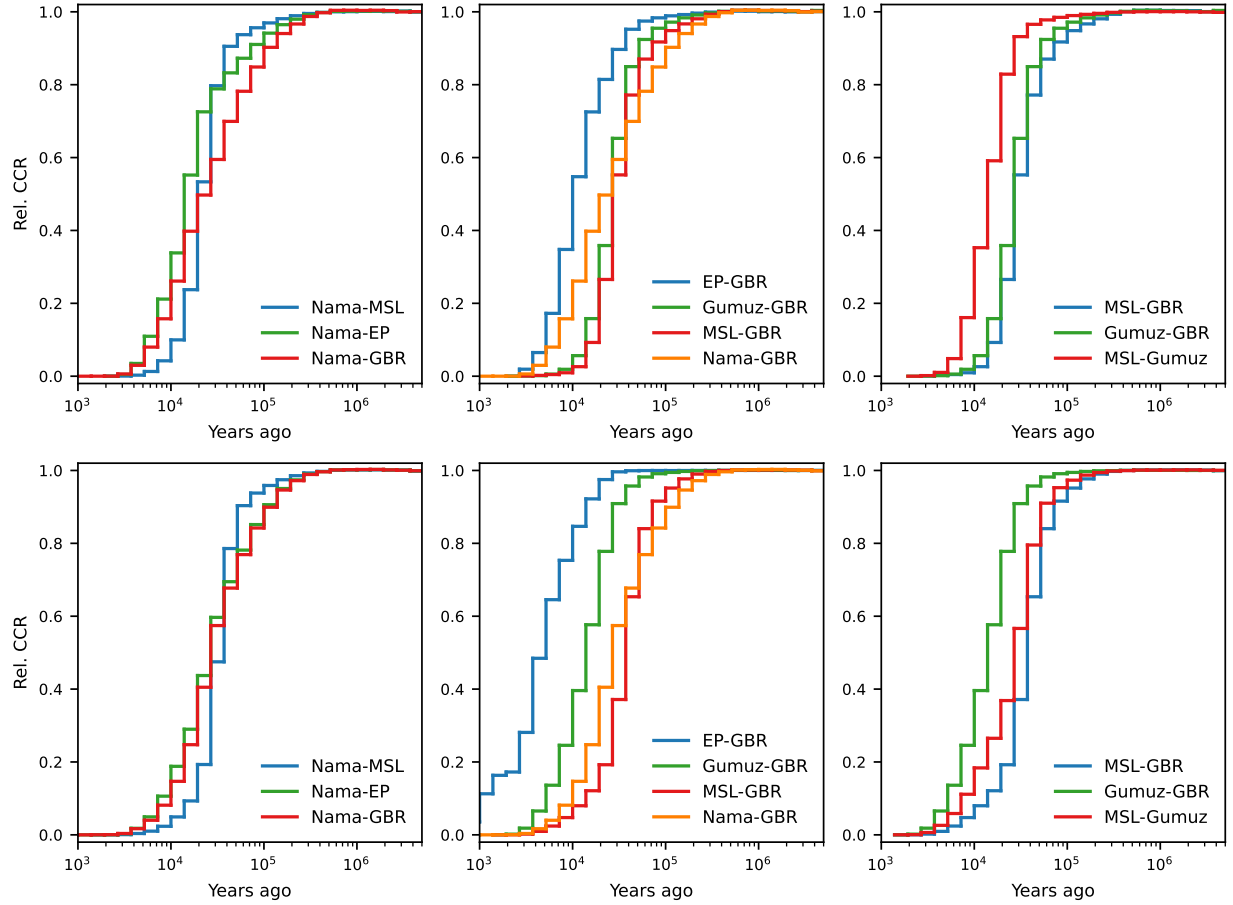 1.0
0.8
0.6
0.4
0.2
0.0
Rel. CCR
10³ 10⁴ 10⁵ 10⁶
Years ago
Nama-MSL
Nama-EP
Nama-GBR
1.0
0.8
0.6
0.4
0.2
0.0
10³ 10⁴ 10⁵ 10⁶
Years ago
EP-GBR
Gumuz-GBR
MSL-GBR
Nama-GBR
1.0
0.8
0.6
0.4
0.2
0.0
10³ 10⁴ 10⁵ 10⁶
Years ago
MSL-GBR
Gumuz-GBR
MSL-Gumuz
1.0
0.8
0.6
0.4
0.2
0.0
Rel. CCR
10³ 10⁴ 10⁵ 10⁶
Years ago
Nama-MSL
Nama-EP
Nama-GBR
1.0
0.8
0.6
0.4
0.2
0.0
10³ 10⁴ 10⁵ 10⁶
Years ago
EP-GBR
Gumuz-GBR
MSL-GBR
Nama-GBR
1.0
0.8
0.6
0.4
0.2
0.0
10³ 10⁴ 10⁵ 10⁶
Years ago
MSL-GBR
Gumuz-GBR
MSL-Gumuz